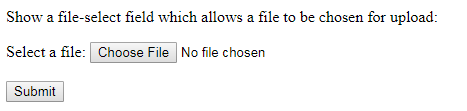 Show a file-select field which allows a file to be chosen for upload:
Select a file: Choose File No file chosen
Submit